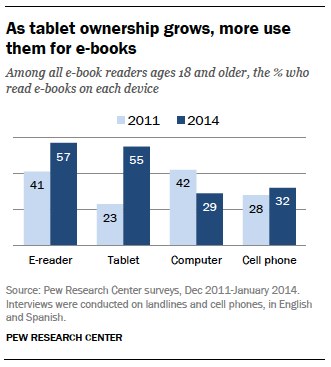 As tablet ownership grows, more use
them for e-books
Among all e-book readers ages 18 and older, the % who
read e-books on each device
2011 2014
41 57 23 55 42 29 28 32
E-reader Tablet Computer Cell phone
Source: Pew Research Center surveys, Dec 2011-January 2014.
Interviews were conducted on landlines and cell phones, in English
and Spanish.
PEW RESEARCH CENTER